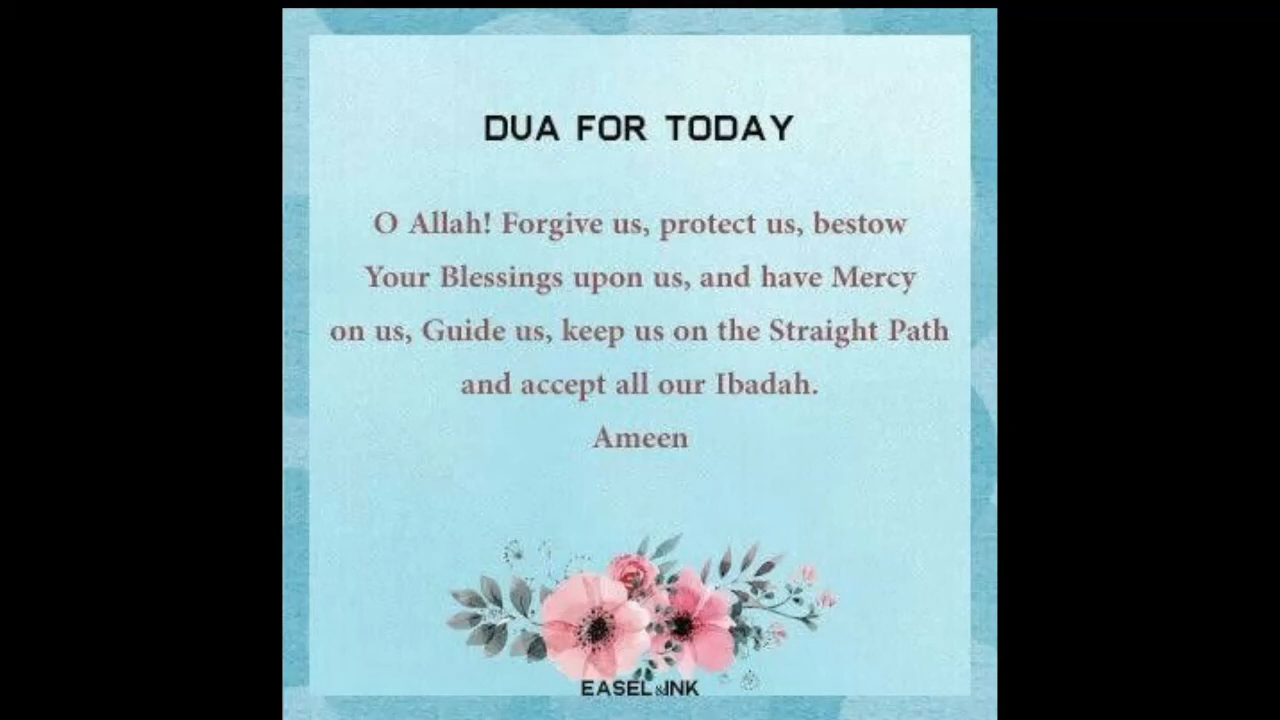 DUA FOR TODAY
O Allah! Forgive us, protect us, bestow
Your Blessings upon us, and have Mercy
on us, Guide us, keep us on the Straight Path
and accept all our Ibadah.
Ameen
EASEL&INK